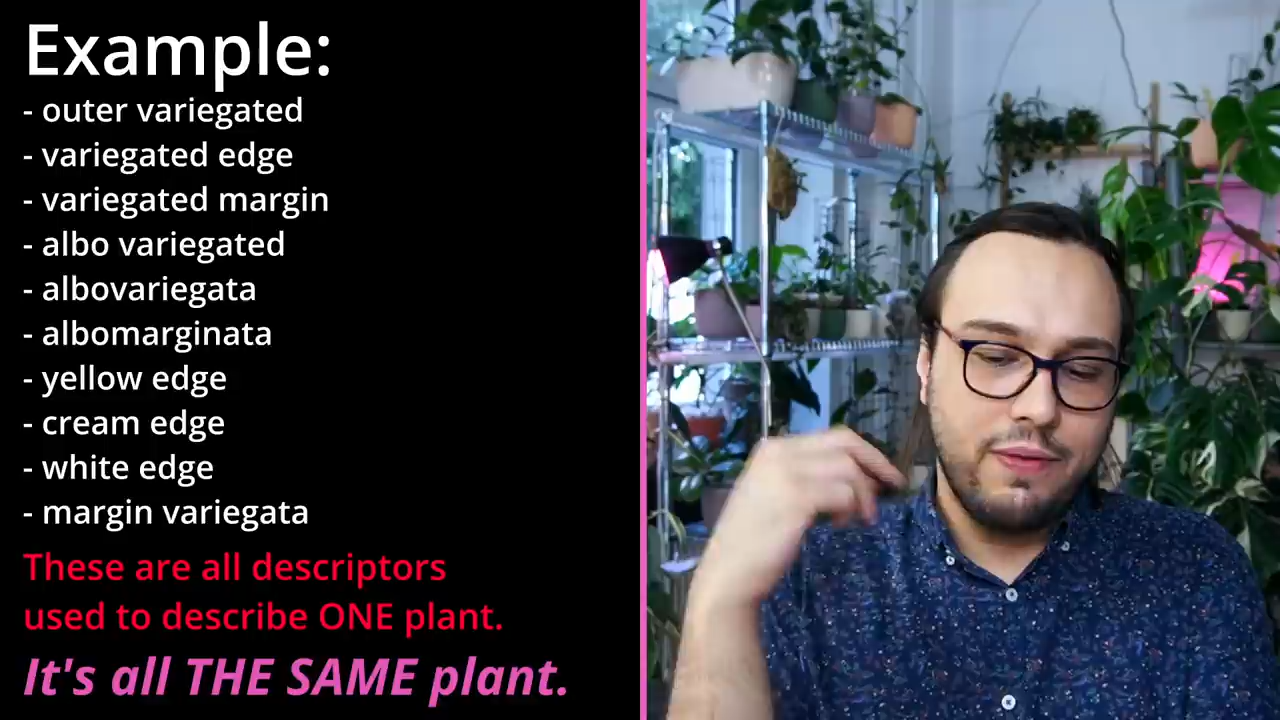 Example:
- outer variegated
- variegated edge
- variegated margin
- albo variegated
- albovariegata
- albomarginata
- yellow edge
- cream edge
- white edge
- margin variegata
These are all descriptors
used to describe ONE plant.
It's all THE SAME plant.